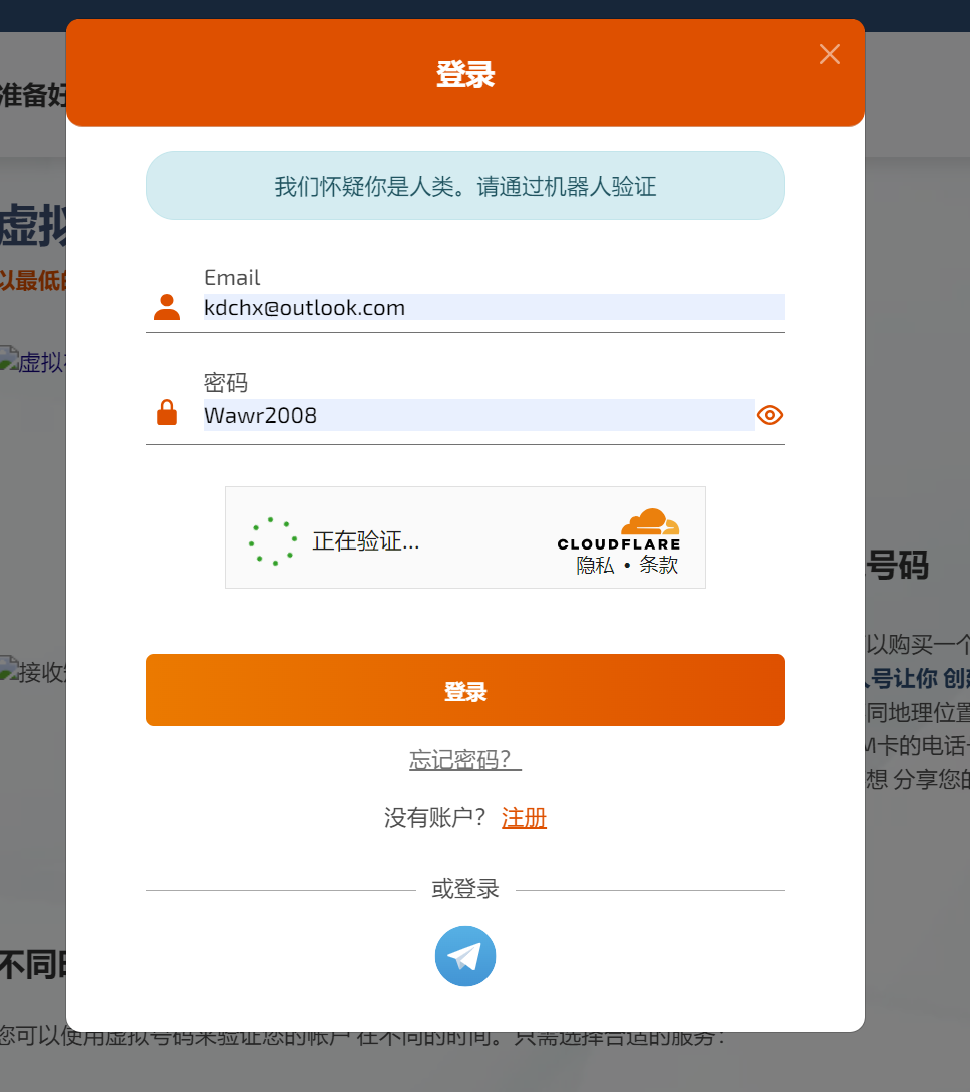 登录
准备好
我们怀疑你是人类。请通过机器人验证
虚拟
以最低的
Email
kdchx@outlook.com
虚拟
密码
Wawr2008
正在验证...
CLOUDFLARE
隐私 • 条款
号码
以购买一个
接收
号让你 创建
登录
同地理位置
M卡的电话卡
忘记密码？
想 分享您的
没有账户？ 注册
或登录
不同时
您可以使用虚拟号码来验证您的帐户 在不同的时间。只需选择合适的服务：